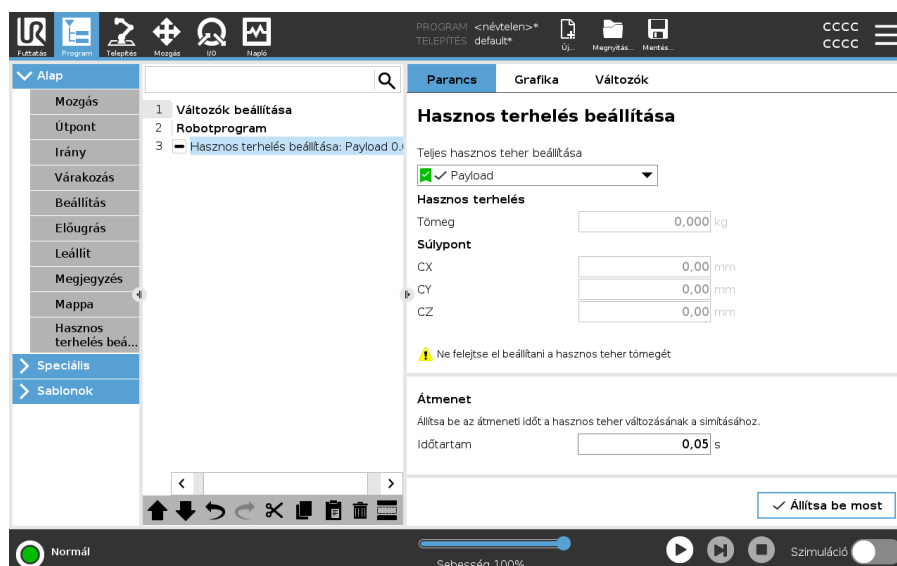 PROGRAM <névtelen>*
TELEPÍTÉS default*
Futtatás Program Telepítés Mozgás I/O Napló
Új... Megnyitás... Mentés...
CCCC
CCCC
Alap
Mozgás
Útpont
Irány
Várakozás
Beállítás
Előugrás
Leállít
Megjegyzés
Mappa
Hasznos
terhelés beá...
Speciális
Sablonok
1 Változók beállítása
2 Robotprogram
3 Hasznos terhelés beállítása: Payload 0.
Parancs Grafika Változók
Hasznos terhelés beállítása
Teljes hasznos teher beállítása
Payload
Hasznos terhelés
Tömeg 0,000 kg
Súlypont
CX 0,00 mm
CY 0,00 mm
CZ 0,00 mm
Ne felejtse el beállítani a hasznos teher tömegét
Átmenet
Állítsa be az átmeneti időt a hasznos teher változásának a simításához.
Időtartam 0,05 s
Állítsa be most
Normál
Sebesség 100%
Szimuláció